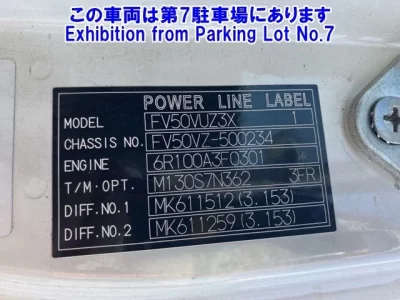 この車両は第7駐車場にあります
Exhibition from Parking Lot No.7
POWER LINE LABEL
MODEL FV50VUZ3X 1
CHASSIS NO. FV50VZ-500234
ENGINE 6R100A3F0301
T/M·OPT. M130S7N362 3FR
DIFF.NO.1 MK611512(3.153)
DIFF.NO.2 MK611259(3.153)